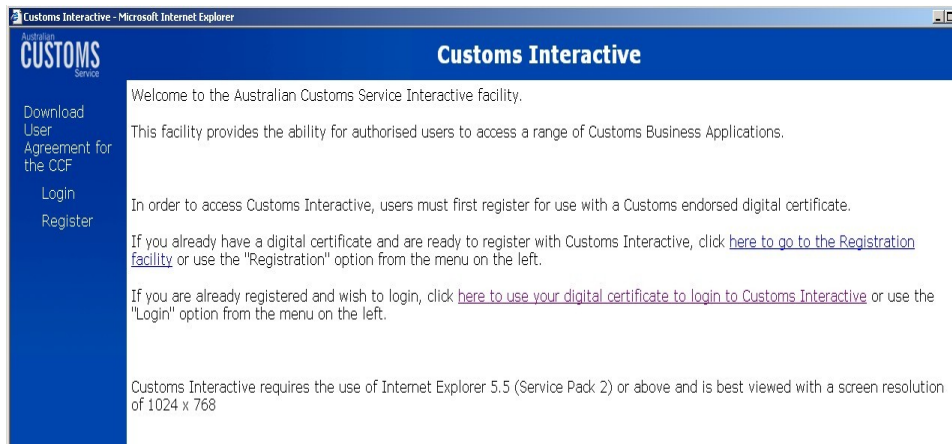 Customs Interactive - Microsoft Internet Explorer
Australian
CUSTOMS
Service
Customs Interactive
Download
User
Agreement for
the CCF
Login
Register
Welcome to the Australian Customs Service Interactive facility.
This facility provides the ability for authorised users to access a range of Customs Business Applications.
In order to access Customs Interactive, users must first register for use with a Customs endorsed digital certificate.
If you already have a digital certificate and are ready to register with Customs Interactive, click here to go to the Registration
facility or use the "Registration" option from the menu on the left.
If you are already registered and wish to login, click here to use your digital certificate to login to Customs Interactive or use the
"Login" option from the menu on the left.
Customs Interactive requires the use of Internet Explorer 5.5 (Service Pack 2) or above and is best viewed with a screen resolution
of 1024 x 768